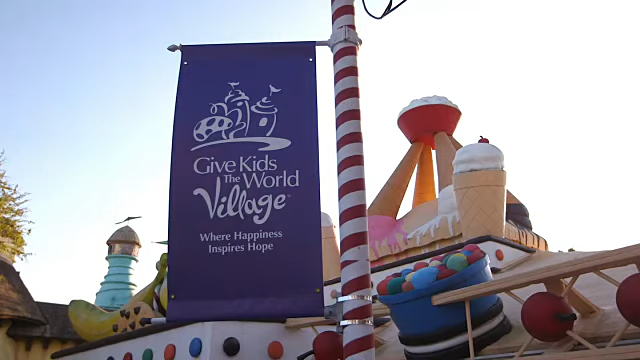 Give Kids
The World
Village
Where Happiness
Inspires Hope